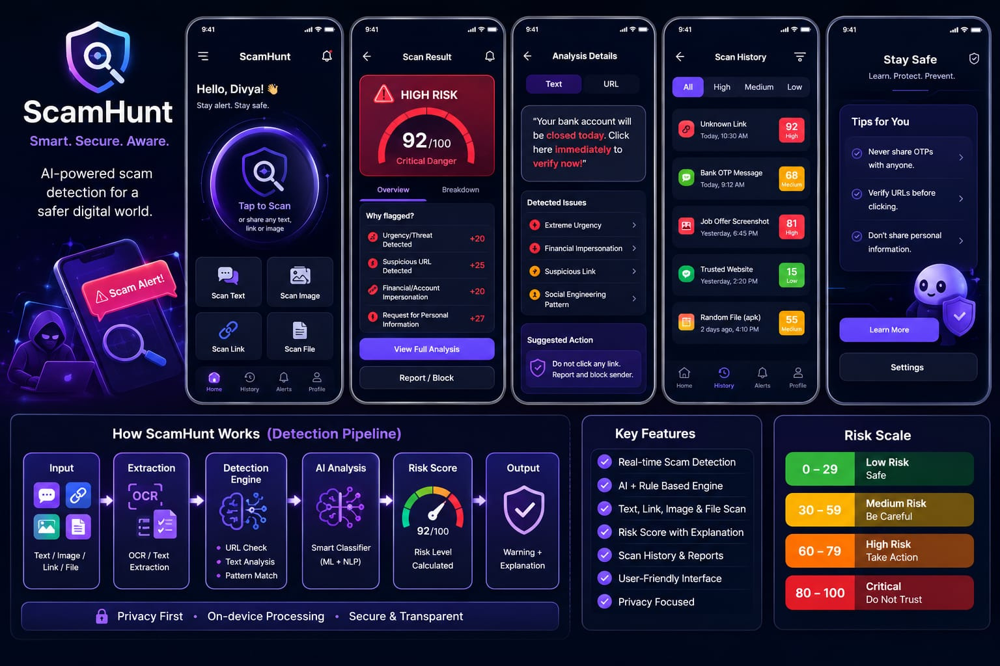 ScamHunt
Smart. Secure. Aware.
AI-powered scam
detection for a
safer digital world.
Scam Alert!
9:41
ScamHunt
Hello, Divya! 👋
Stay alert. Stay safe.
Tap to Scan
or share any text,
link or image
Scan Text
Scan Image
Scan Link
Scan File
Home
History
Alerts
Profile
9:41
Scan Result
HIGH RISK
92/100
Critical Danger
Overview
Breakdown
Why flagged?
Urgency/Threat
Detected
+20
Suspicious URL
Detected
+25
Financial/Account
Impersonation
+20
Request for Personal
Information
+27
View Full Analysis
Report / Block
9:41
Analysis Details
Text
URL
"Your bank account will
be closed today. Click
here immediately to
verify now!"
Detected Issues
Extreme Urgency
Financial Impersonation
Suspicious Link
Social Engineering
Pattern
Suggested Action
Do not click any link.
Report and block sender.
9:41
Scan History
All
High
Medium
Low
Unknown Link
Today, 10:30 AM
92
High
Bank OTP Message
Today, 9:12 AM
68
Medium
Job Offer Screenshot
Yesterday, 6:45 PM
81
High
Trusted Website
Yesterday, 2:20 PM
15
Low
Random File (apk)
2 days ago, 4:10 PM
55
Medium
Home
History
Alerts
Profile
9:41
Stay Safe
Learn. Protect. Prevent.
Tips for You
Never share OTPs
with anyone.
Verify URLs before
clicking.
Don't share personal
information.
Learn More
Settings
How ScamHunt Works (Detection Pipeline)
Input
Text / Image /
Link / File
Extraction
OCR
OCR / Text
Extraction
Detection
Engine
• URL Check
• Text Analysis
• Pattern Match
AI Analysis
Smart Classifier
(ML + NLP)
Risk Score
92/100
Risk Level
Calculated
Output
Warning +
Explanation
Privacy First • On-device Processing • Secure & Transparent
Key Features
Real-time Scam Detection
AI + Rule Based Engine
Text, Link, Image & File Scan
Risk Score with Explanation
Scan History & Reports
User-Friendly Interface
Privacy Focused
Risk Scale
0 – 29
Low Risk
Safe
30 – 59
Medium Risk
Be Careful
60 – 79
High Risk
Take Action
80 – 100
Critical
Do Not Trust